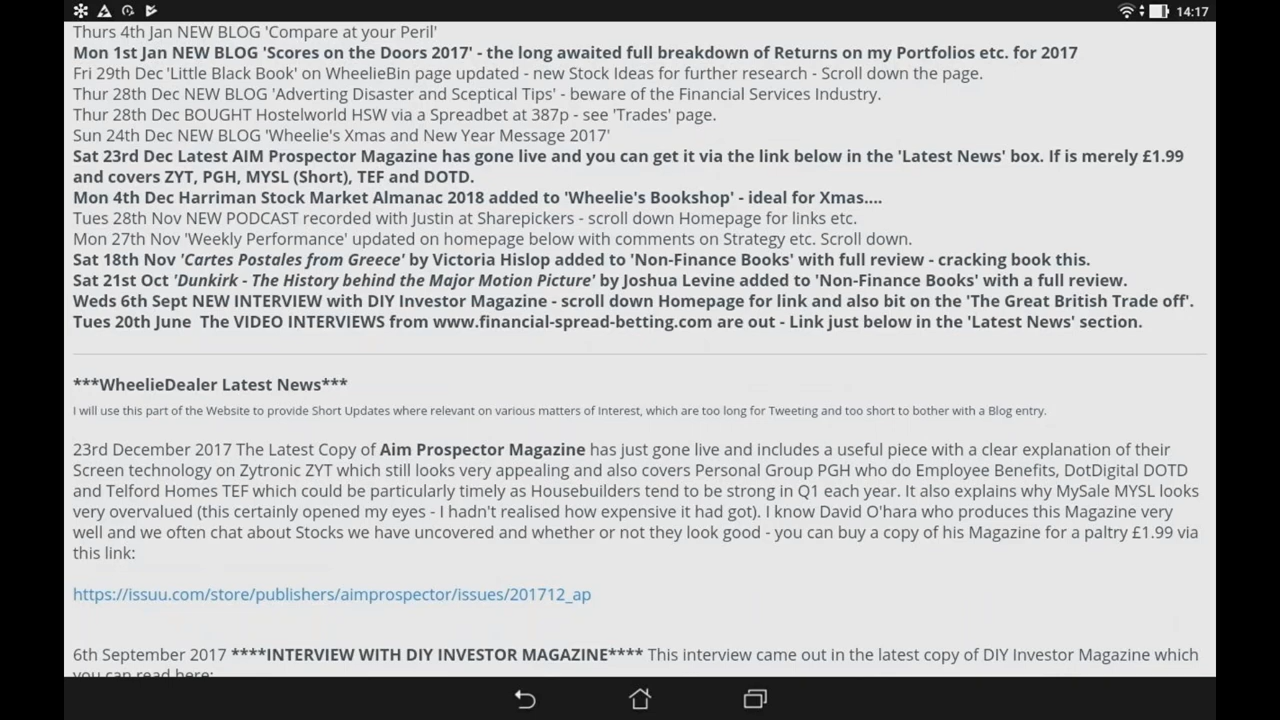 14:17
Thurs 4th Jan NEW BLOG 'Compare at your Peril'
Mon 1st Jan NEW BLOG 'Scores on the Doors 2017' - the long awaited full breakdown of Returns on my Portfolios etc. for 2017
Fri 29th Dec 'Little Black Book' on WheelieBin page updated - new Stock Ideas for further research - Scroll down the page.
Thur 28th Dec NEW BLOG 'Adverting Disaster and Sceptical Tips' - beware of the Financial Services Industry.
Thur 28th Dec BOUGHT Hostelworld HSW via a Spreadbet at 387p - see 'Trades' page.
Sun 24th Dec NEW BLOG 'Wheelie's Xmas and New Year Message 2017'
Sat 23rd Dec Latest AIM Prospector Magazine has gone live and you can get it via the link below in the 'Latest News' box. If is merely £1.99
and covers ZYT, PGH, MYSL (Short), TEF and DOTD.
Mon 4th Dec Harriman Stock Market Almanac 2018 added to 'Wheelie's Bookshop' - ideal for Xmas....
Tues 28th Nov NEW PODCAST recorded with Justin at Sharepickers - scroll down Homepage for links etc.
Mon 27th Nov 'Weekly Performance' updated on homepage below with comments on Strategy etc. Scroll down.
Sat 18th Nov 'Cartes Postales from Greece' by Victoria Hislop added to 'Non-Finance Books' with full review - cracking book this.
Sat 21st Oct 'Dunkirk - The History behind the Major Motion Picture' by Joshua Levine added to 'Non-Finance Books' with a full review.
Weds 6th Sept NEW INTERVIEW with DIY Investor Magazine - scroll down Homepage for link and also bit on the 'The Great British Trade off'.
Tues 20th June The VIDEO INTERVIEWS from www.financial-spread-betting.com are out - Link just below in the 'Latest News' section.
***WheelieDealer Latest News***
I will use this part of the Website to provide Short Updates where relevant on various matters of Interest, which are too long for Tweeting and too short to bother with a Blog entry.
23rd December 2017 The Latest Copy of Aim Prospector Magazine has just gone live and includes a useful piece with a clear explanation of their
Screen technology on Zytronic ZYT which still looks very appealing and also covers Personal Group PGH who do Employee Benefits, DotDigital DOTD
and Telford Homes TEF which could be particularly timely as Housebuilders tend to be strong in Q1 each year. It also explains why MySale MYSL looks
very overvalued (this certainly opened my eyes - I hadn't realised how expensive it had got). I know David O'hara who produces this Magazine very
well and we often chat about Stocks we have uncovered and whether or not they look good - you can buy a copy of his Magazine for a paltry £1.99 via
this link:
https://issuu.com/store/publishers/aimprospector/issues/201712_ap
6th September 2017 ****INTERVIEW WITH DIY INVESTOR MAGAZINE**** This interview came out in the latest copy of DIY Investor Magazine which
you can read here: